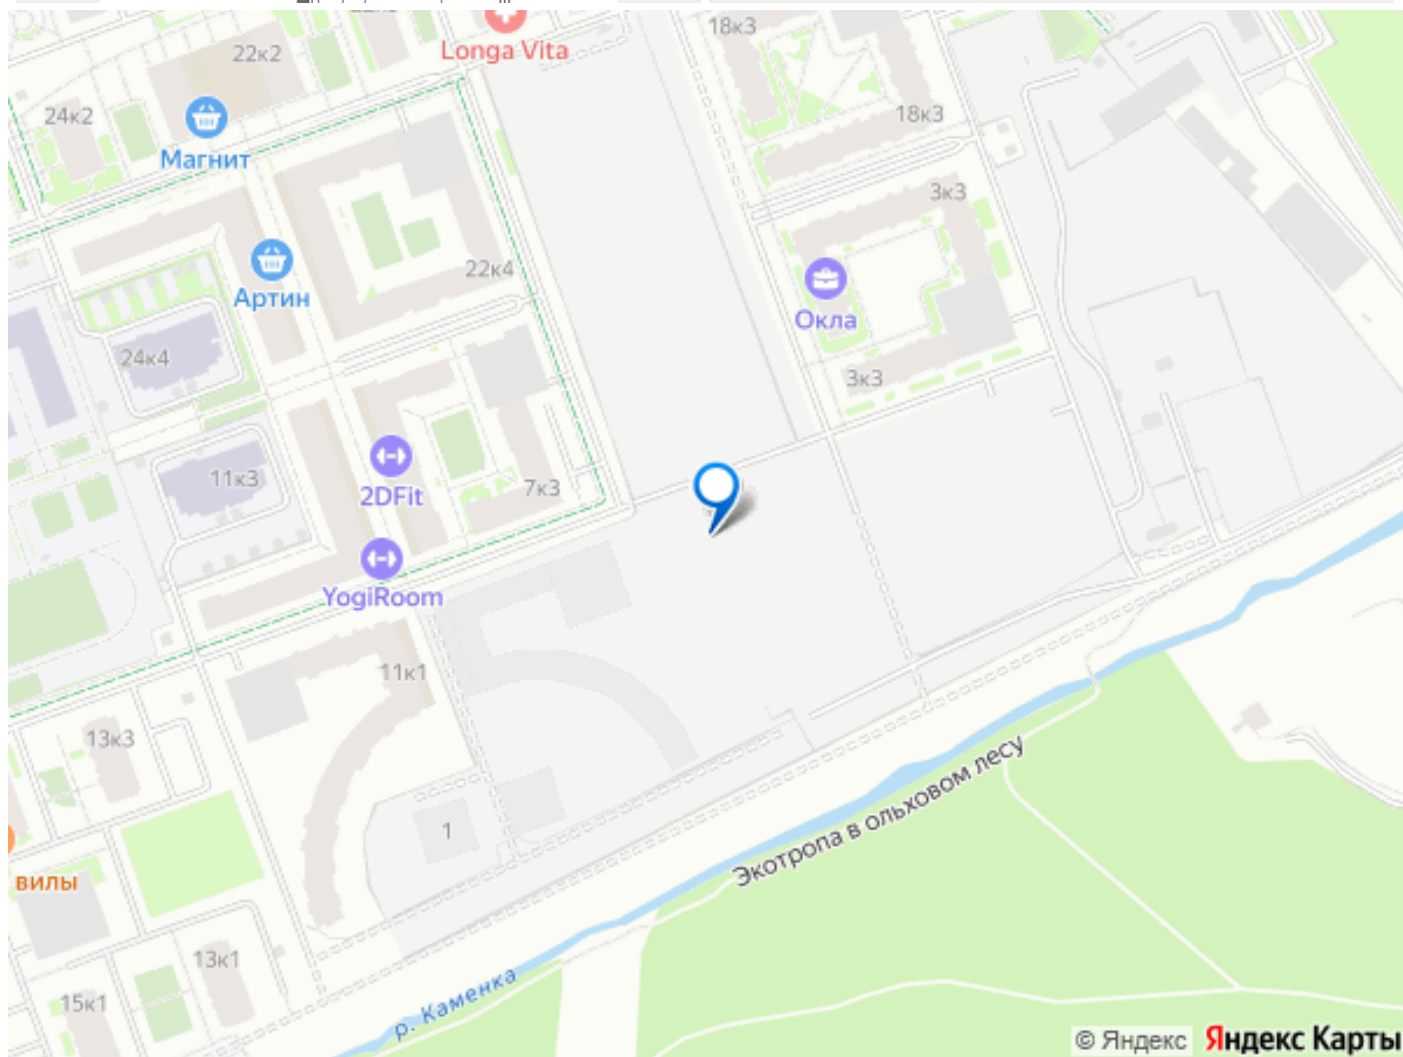 22к2
Longa Vita
18к3
24к2
Магнит
18к3
3к3
22к4
Артин
Окла
24к4
3к3
11к3
2DFit
7к3
YogiRoom
11к1
13к3
Экотропа в ольховом лесу
1
вилы
13к1
р. Каменка
15к1
© Яндекс Яндекс Карты